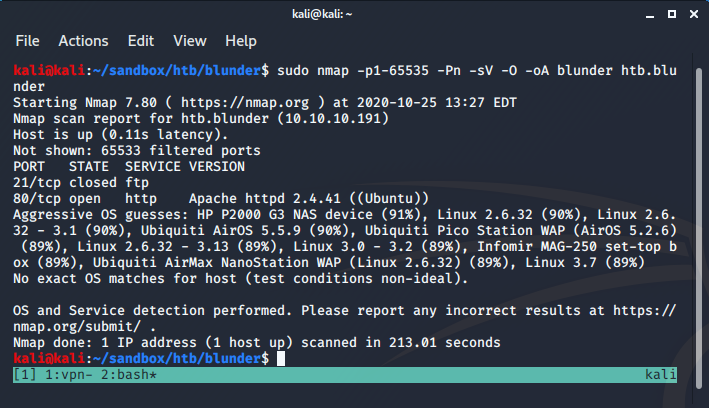 kali@kali: ~
File Actions Edit View Help
kali@kali:~/sandbox/htb/blunder$ sudo nmap -p1-65535 -Pn -sV -O -oA blunder htb.blu
nder
Starting Nmap 7.80 ( https://nmap.org ) at 2020-10-25 13:27 EDT
Nmap scan report for htb.blunder (10.10.10.191)
Host is up (0.11s latency).
Not shown: 65533 filtered ports
PORT   STATE  SERVICE VERSION
21/tcp closed ftp
80/tcp open   http    Apache httpd 2.4.41 ((Ubuntu))
Aggressive OS guesses: HP P2000 G3 NAS device (91%), Linux 2.6.32 (90%), Linux 2.6.
32 - 3.1 (90%), Ubiquiti AirOS 5.5.9 (90%), Ubiquiti Pico Station WAP (AirOS 5.2.6)
 (89%), Linux 2.6.32 - 3.13 (89%), Linux 3.0 - 3.2 (89%), Infomir MAG-250 set-top b
ox (89%), Ubiquiti AirMax NanoStation WAP (Linux 2.6.32) (89%), Linux 3.7 (89%)
No exact OS matches for host (test conditions non-ideal).
OS and Service detection performed. Please report any incorrect results at https://
nmap.org/submit/ .
Nmap done: 1 IP address (1 host up) scanned in 213.01 seconds
kali@kali:~/sandbox/htb/blunder$
[1] 1:vpn- 2:bash* kali